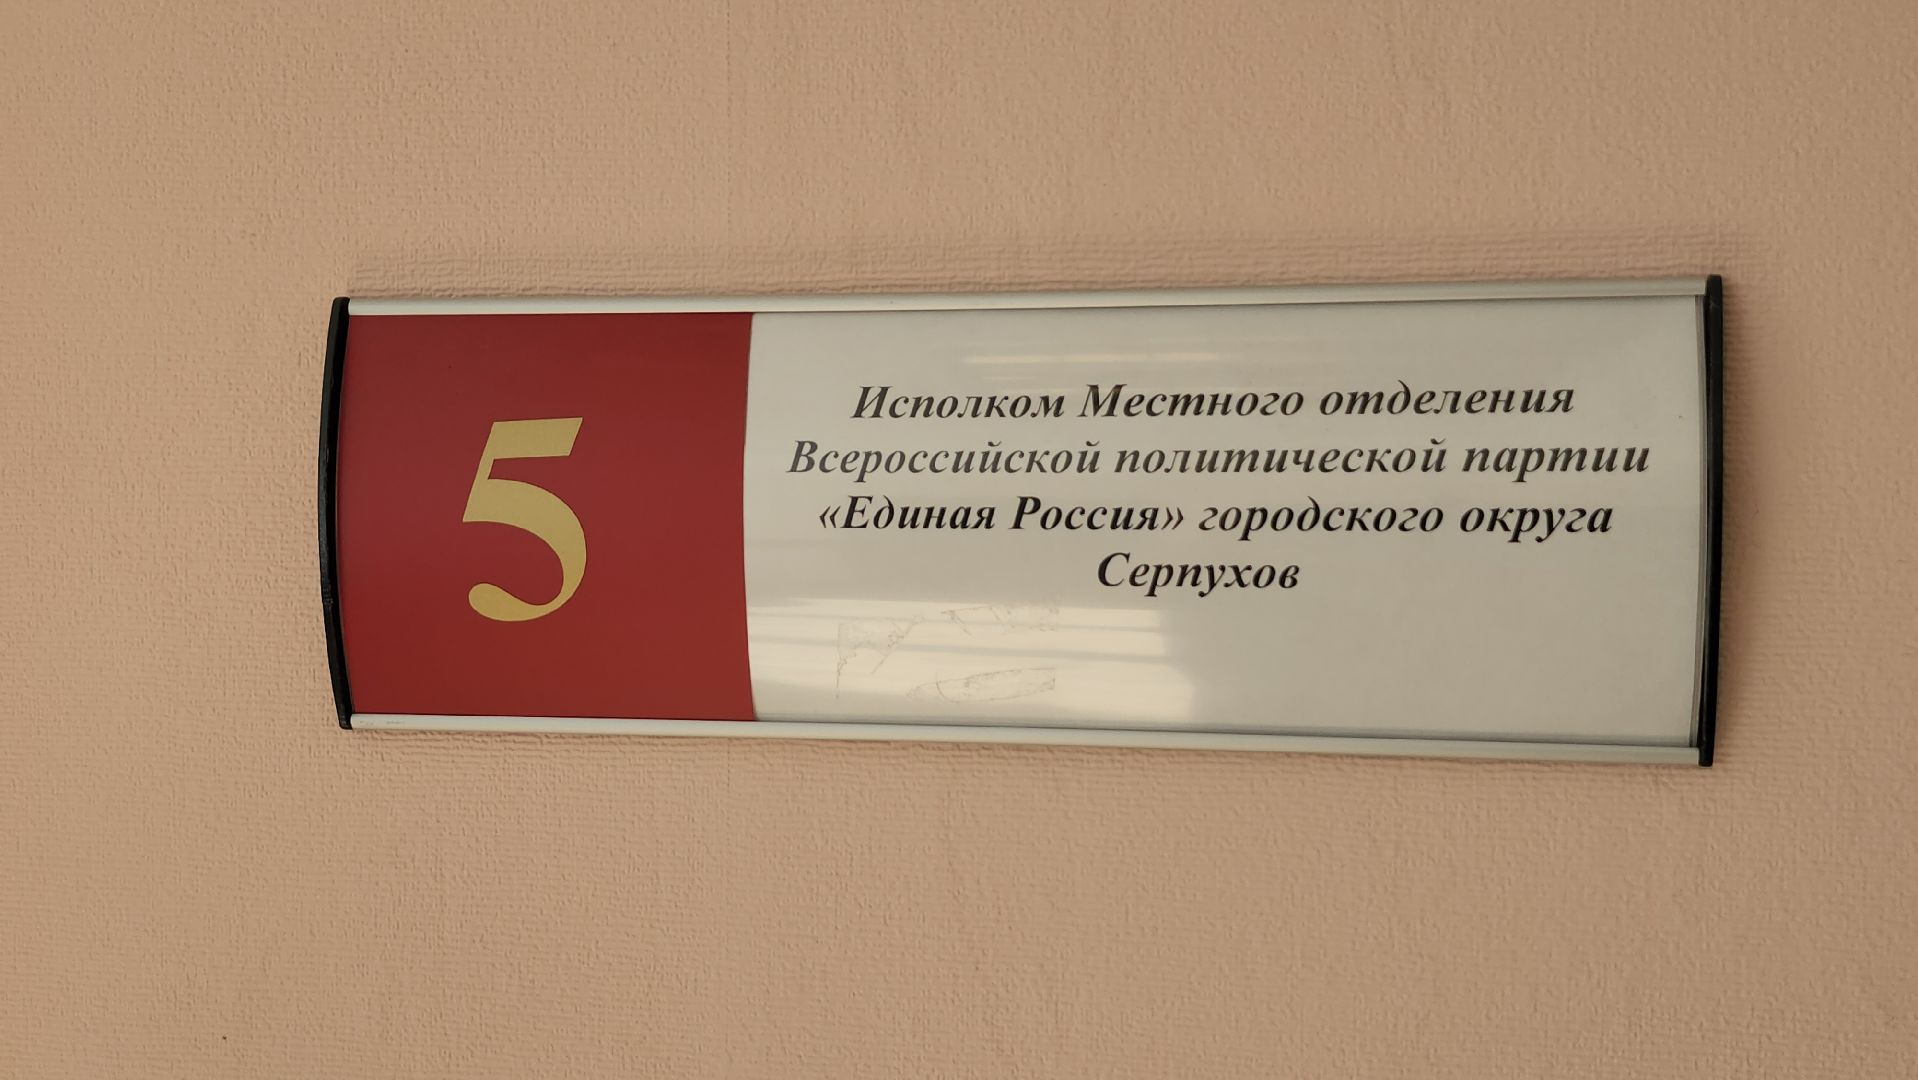 5
Исполком Местного отделения
Всероссийской политической партии
«Единая Россия» городского округа
Серпухов